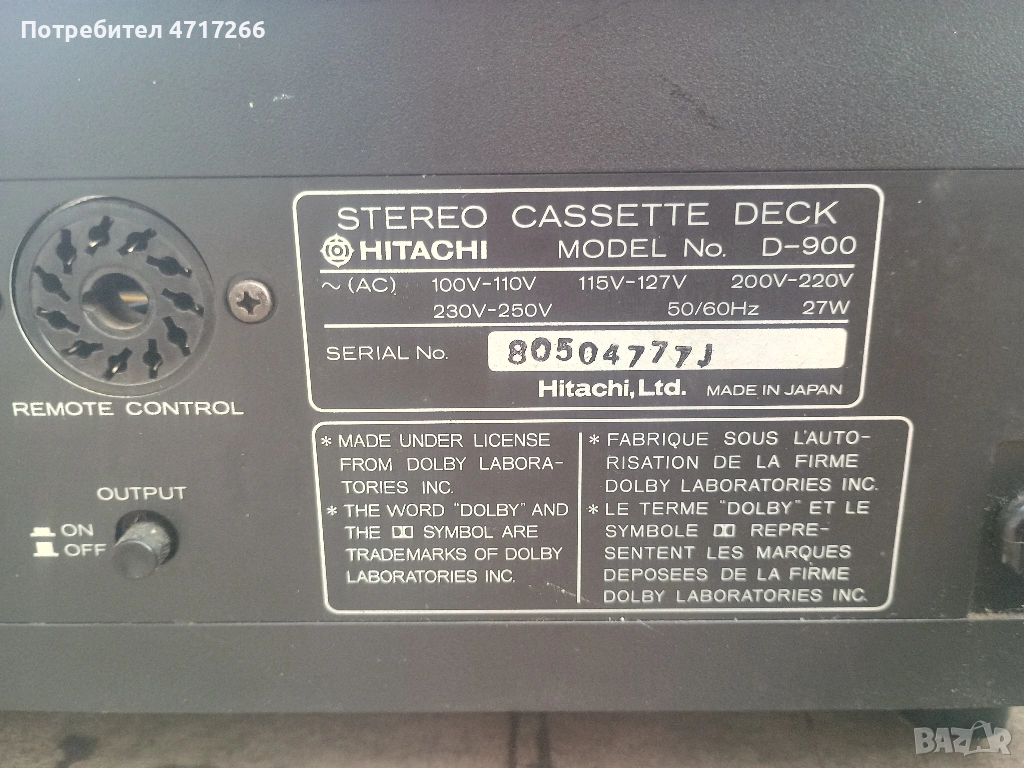 Потребител 4717266
STEREO CASSETTE DECK
HITACHI MODEL No. D-900
~ (AC) 100V-110V 115V-127V 200V-220V
230V-250V 50/60Hz 27W
SERIAL No. 80504777J
Hitachi, Ltd. MADE IN JAPAN
REMOTE CONTROL
OUTPUT
ON
OFF
* MADE UNDER LICENSE
FROM DOLBY LABORA-
TORIES INC.
* THE WORD "DOLBY" AND
THE SYMBOL ARE
TRADEMARKS OF DOLBY
LABORATORIES INC.
* FABRIQUE SOUS L'AUTO-
RISATION DE LA FIRME
DOLBY LABORATORIES INC.
* LE TERME "DOLBY" ET LE
SYMBOLE REPRE-
SENTENT LES MARQUES
DEPOSEES DE LA FIRME
DOLBY LABORATORIES INC.
BAZAR